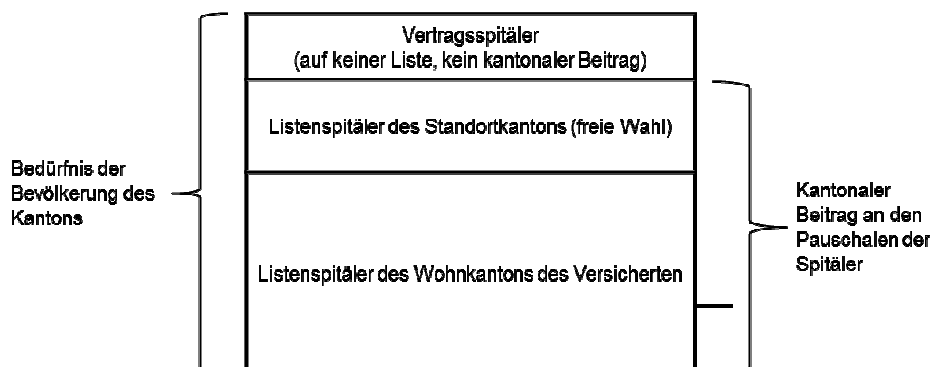 Vertragsspitäler
(auf keiner Liste, kein kantonaler Beitrag)
Listenspitäler des Standortkantons (freie Wahl)
Bedürfnis der
Bevölkerung des
Kantons
Listenspitäler des Wohnkantons des Versicherten
Kantonaler
Beitrag an den
Pauschalen der
Spitäler